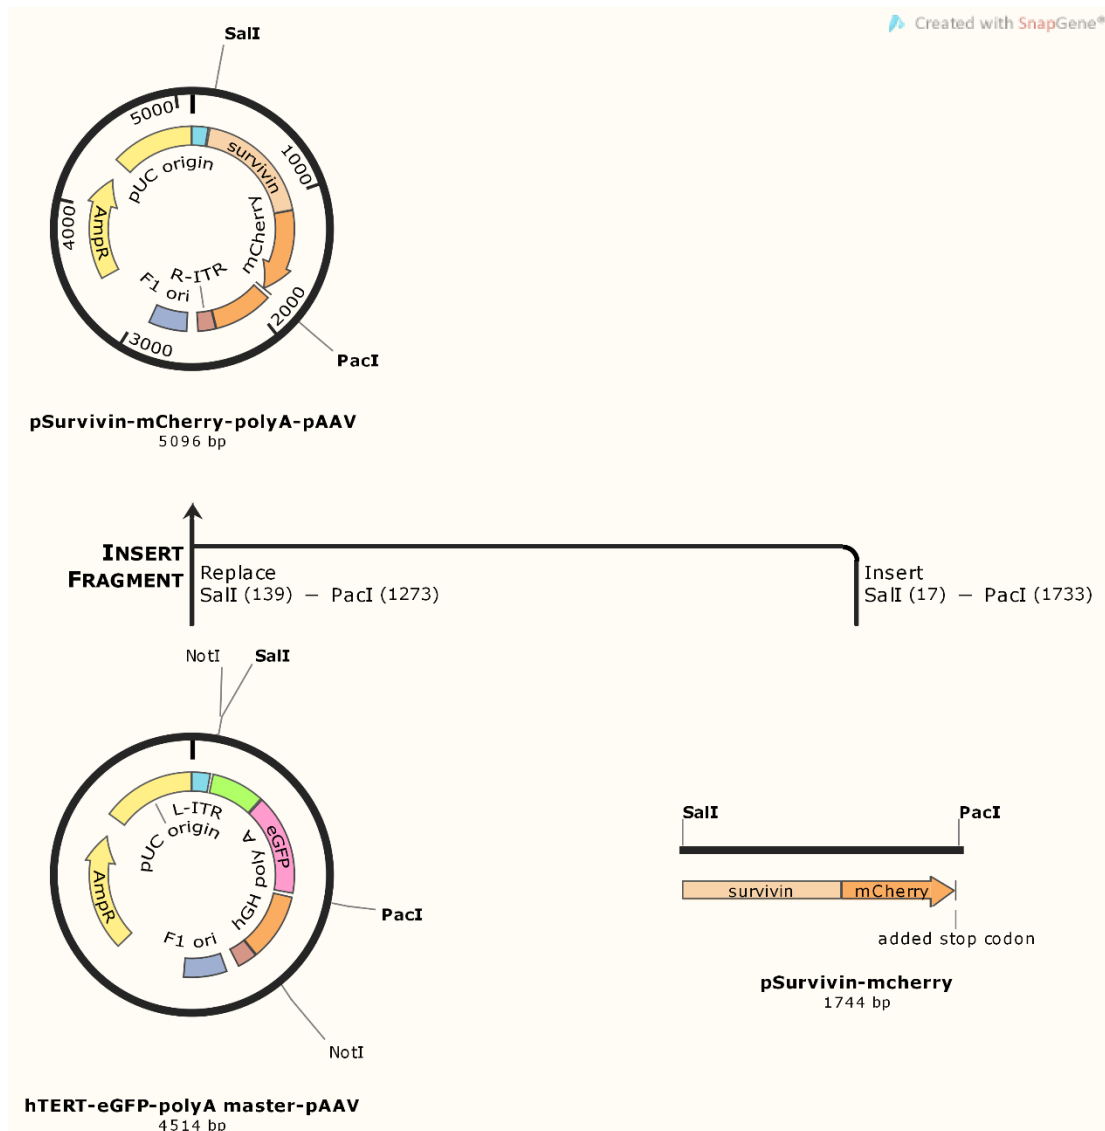 Created with SnapGene®
SalI
5000
1000
survivin
pUC origin
mCherry
4000
AmpR
R-ITR
F1 ori
2000
3000
PacI
pSurvivin-mCherry-polyA-pAAV
5096 bp
INSERT
FRAGMENT
Replace
SalI (139) – PacI (1273)
Insert
SalI (17) – PacI (1733)
NotI
SalI
L-ITR
pUC origin
eGFP
hGH poly A
AmpR
F1 ori
PacI
NotI
hTERT-eGFP-polyA master-pAAV
4514 bp
SalI
PacI
survivin
mCherry
added stop codon
pSurvivin-mcherry
1744 bp